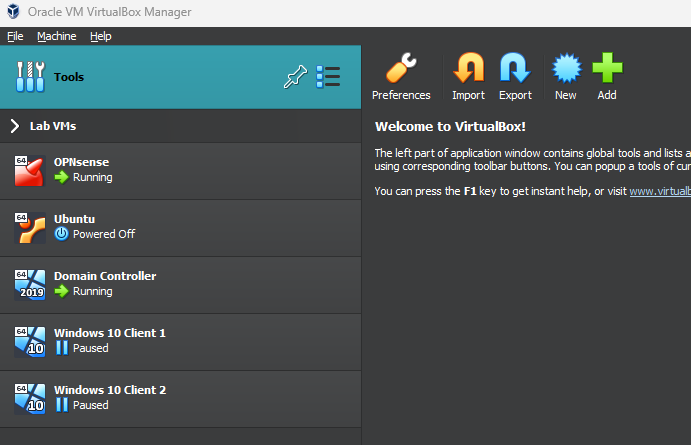 Oracle VM VirtualBox Manager
File Machine Help
Tools
Preferences Import Export New Add
Lab VMs
Welcome to VirtualBox!
The left part of application window contains global tools and lists a
using corresponding toolbar buttons. You can popup a tools of cur
You can press the F1 key to get instant help, or visit www.virtualb
64
OPNsense
Running
64
Ubuntu
Powered Off
64
2019
Domain Controller
Running
64
10
Windows 10 Client 1
Paused
64
10
Windows 10 Client 2
Paused